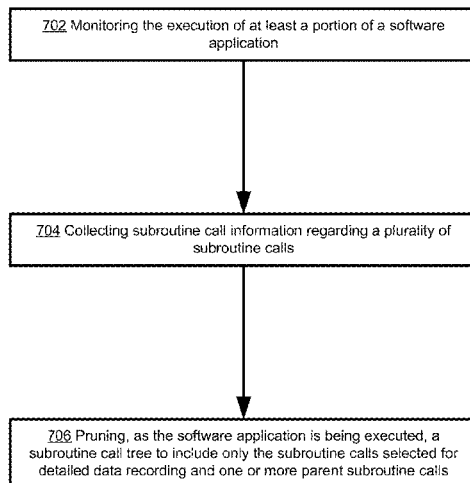 702 Monitoring the execution of at least a portion of a software
application
704 Collecting subroutine call information regarding a plurality of
subroutine calls
706 Pruning, as the software application is being executed, a
subroutine call tree to include only the subroutine calls selected for
detailed data recording and one or more parent subroutine calls